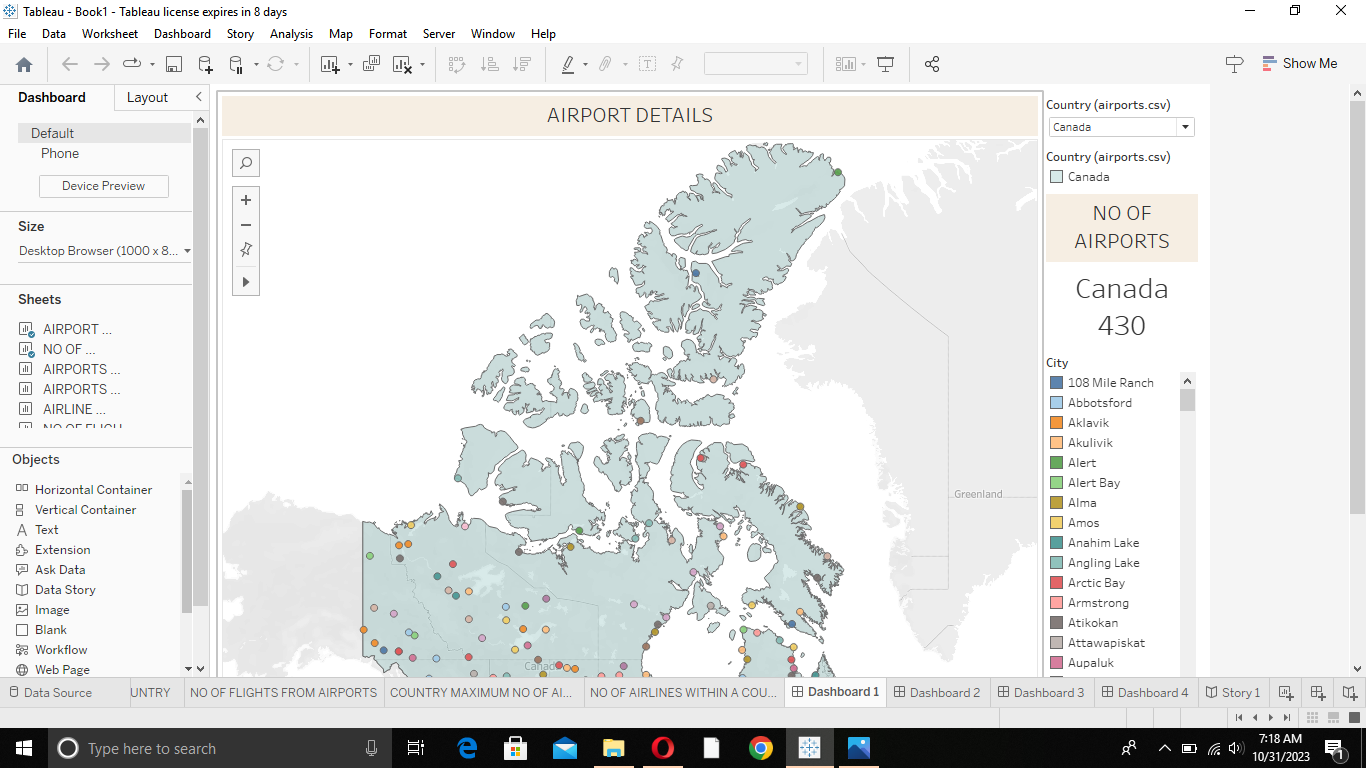 Tableau - Book1 - Tableau license expires in 8 days
File Data Worksheet Dashboard Story Analysis Map Format Server Window Help
Show Me
Dashboard Layout
Default
Phone
Device Preview
Size
Desktop Browser (1000 x 8...
Sheets
AIRPORT ...
NO OF ...
AIRPORTS ...
AIRPORTS ...
AIRLINE ...
Objects
Horizontal Container
Vertical Container
Text
Extension
Ask Data
Data Story
Image
Blank
Workflow
Web Page
AIRPORT DETAILS
Greenland
Canada
Country (airports.csv)
Canada
Country (airports.csv)
Canada
NO OF
AIRPORTS
Canada
430
City
108 Mile Ranch
Abbotsford
Aklavik
Akulivik
Alert
Alert Bay
Alma
Amos
Anahim Lake
Angling Lake
Arctic Bay
Armstrong
Atikokan
Attawapiskat
Aupaluk
Data Source UNTRY NO OF FLIGHTS FROM AIRPORTS COUNTRY MAXIMUM NO OF AI... NO OF AIRLINES WITHIN A COU... Dashboard 1 Dashboard 2 Dashboard 3 Dashboard 4 Story 1
Type here to search
7:18 AM
10/31/2023
1